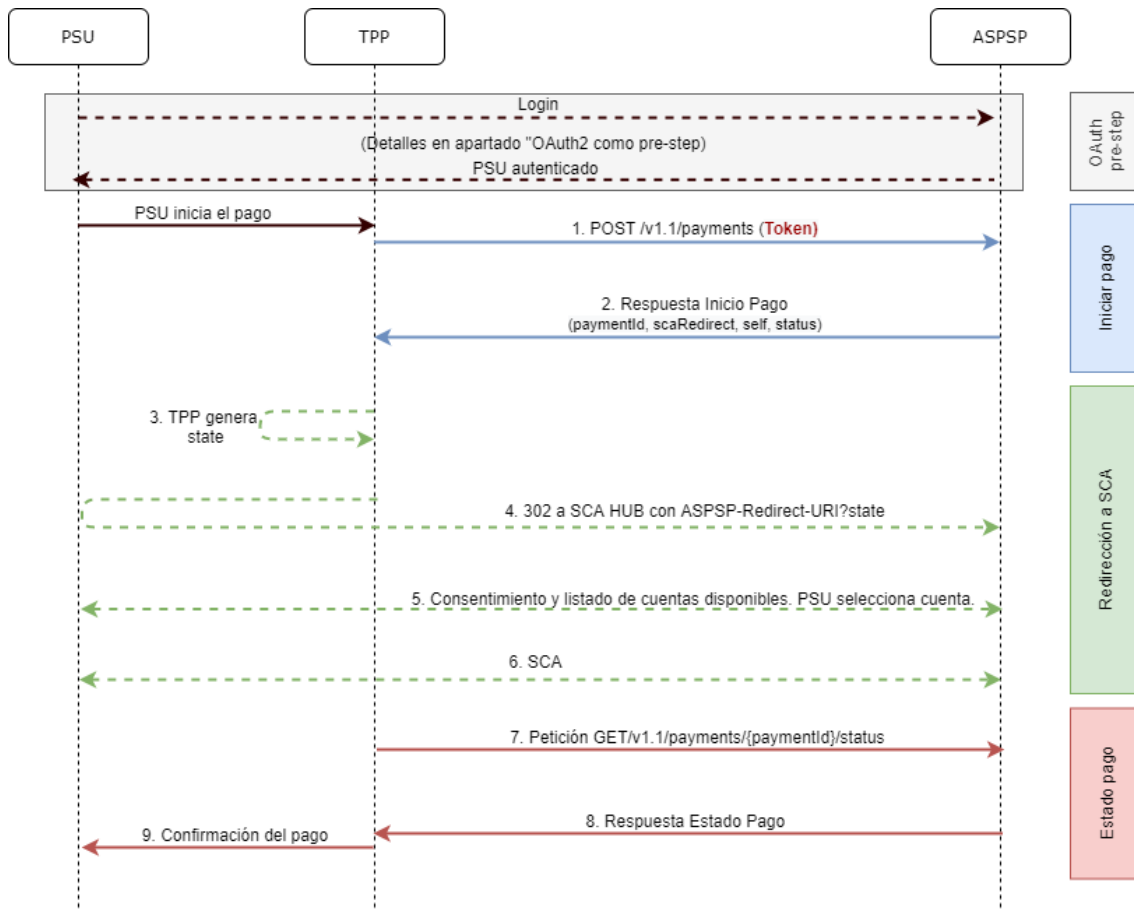 PSU
TPP
ASPSP
Login
(Detalles en apartado "OAuth2 como pre-step)
PSU autenticado
OAuth
pre-step
PSU inicia el pago
1. POST /v1.1/payments (Token)
2. Respuesta Inicio Pago
(paymentId, scaRedirect, self, status)
Iniciar pago
3. TPP genera
state
4. 302 a SCA HUB con ASPSP-Redirect-URI?state
5. Consentimiento y listado de cuentas disponibles. PSU selecciona cuenta.
6. SCA
Redirección a SCA
7. Petición GET/v1.1/payments/{paymentId}/status
8. Respuesta Estado Pago
9. Confirmación del pago
Estado pago